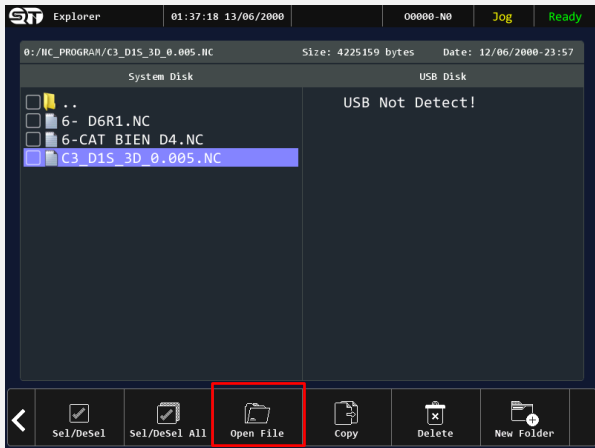 Explorer 01:37:18 13/06/2000 O0000-N0 Jog Ready
0:/NC_PROGRAM/C3_D1S_3D_0.005.NC Size: 4225159 bytes Date: 12/06/2000-23:57
System Disk USB Disk
..
USB Not Detect!
6- D6R1.NC
6-CAT BIEN D4.NC
C3_D1S_3D_0.005.NC
Sel/DeSel Sel/DeSel All Open File Copy Delete New Folder